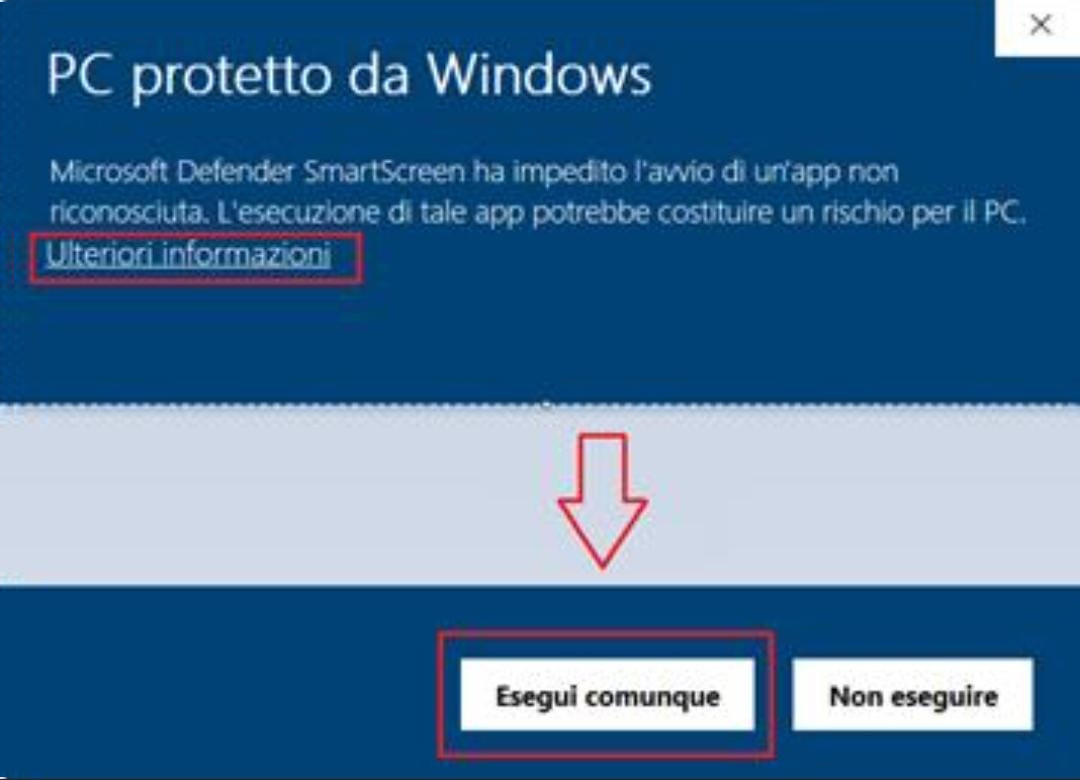 PC protetto da Windows
Microsoft Defender SmartScreen ha impedito l'avvio di un'app non
riconosciuta. L'esecuzione di tale app potrebbe costituire un rischio per il PC.
Ulteriori informazioni
Esegui comunque
Non eseguire